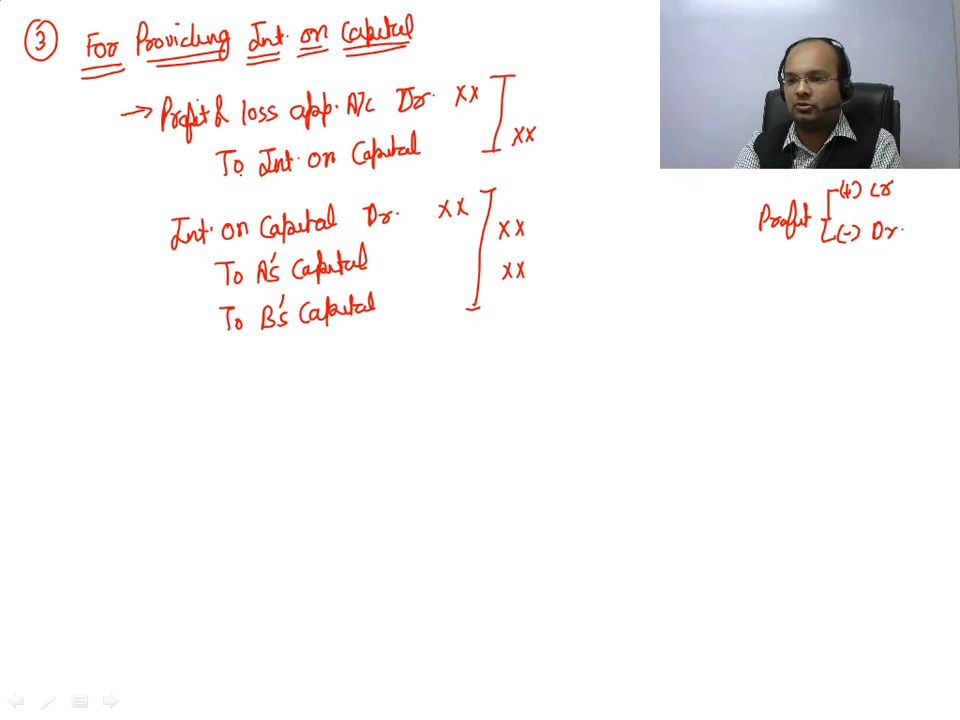 ③ For Providing Int. on Capital
→ Profit & loss app. A/c Dr. XX
To Int. on Capital XX
Int. on Capital Dr. XX
To A's Capital XX
To B's Capital XX
Profit (+) Cr
(-) Dr.